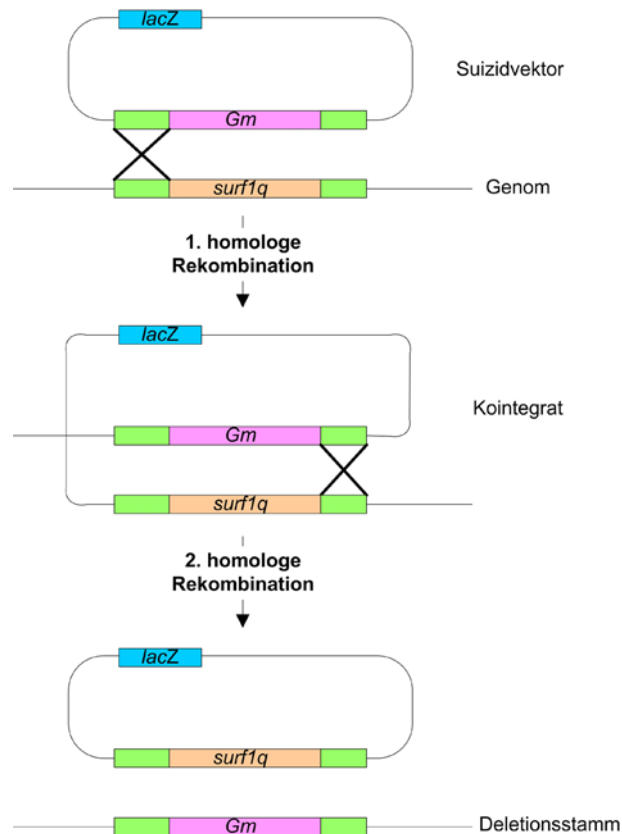 lacZ
Suizidvektor
Gm
surf1q
Genom
1. homologe
Rekombination
lacZ
Kointegrat
Gm
surf1q
2. homologe
Rekombination
lacZ
surf1q
Gm
Deletionsstamm